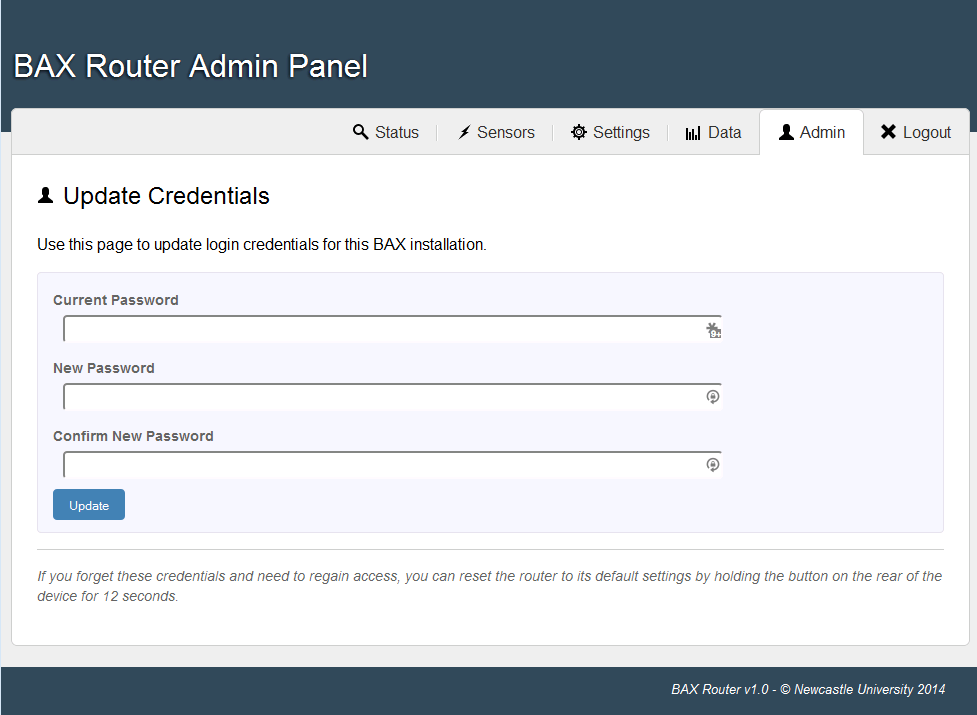 BAX Router Admin Panel
Status Sensors Settings Data Admin Logout
Update Credentials
Use this page to update login credentials for this BAX installation.
Current Password
New Password
Confirm New Password
Update
If you forget these credentials and need to regain access, you can reset the router to its default settings by holding the button on the rear of the
device for 12 seconds.
BAX Router v1.0 - © Newcastle University 2014